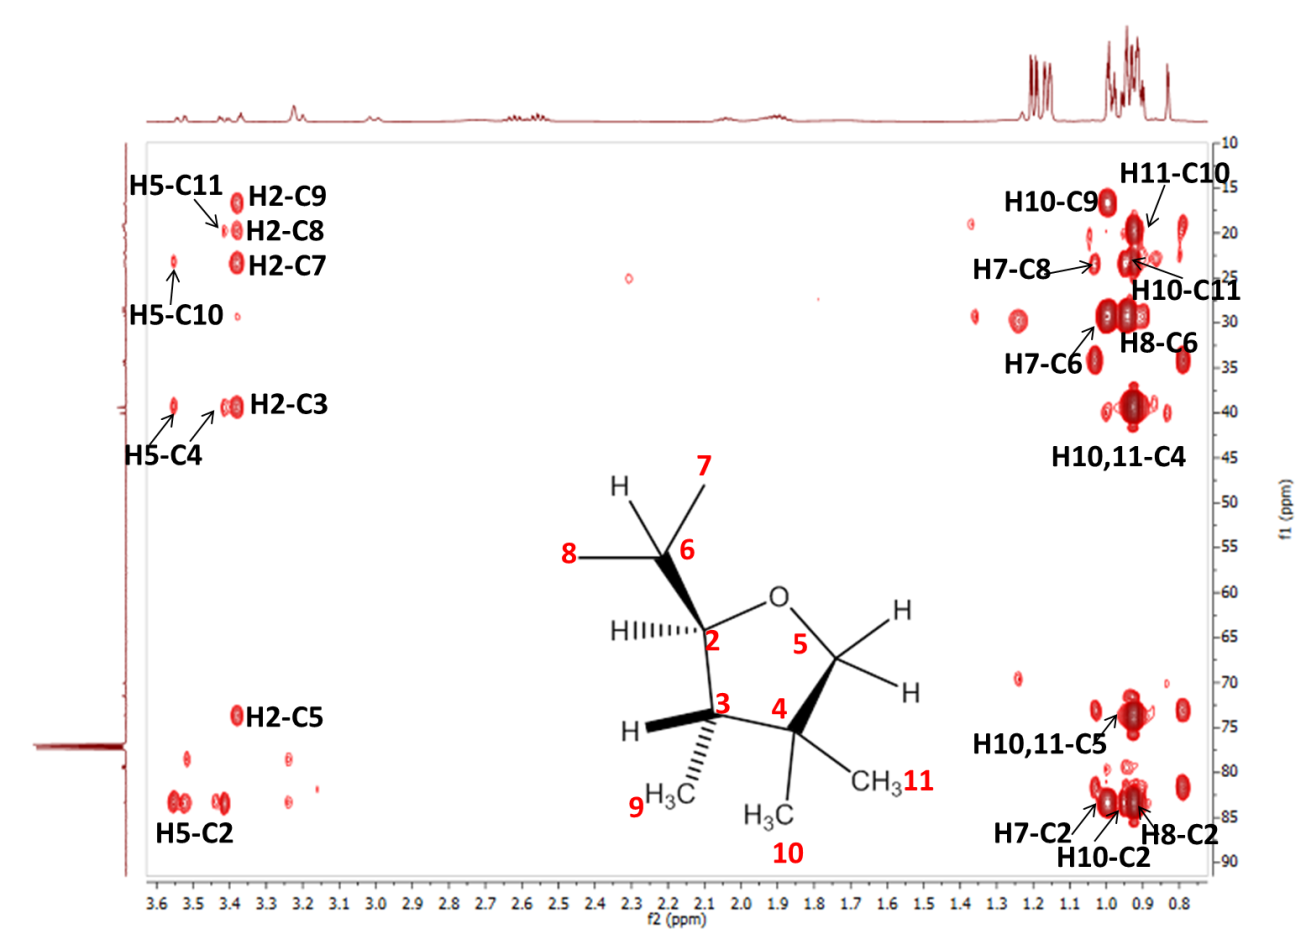 10
H5-C11
H11-C10
15
H2-C9
H10-C9
20
H2-C8
H2-C7
H7-C8
25
H10-C11
H5-C10
30
H8-C6
H7-C6
35
H2-C3
40
H5-C4
H10,11-C4
45
7
H
50
f1 (ppm)
8
6
55
O
60
H
H
2
5
65
H
3
4
70
H2-C5
H
H10,11-C5
75
CH₃11
80
9H₃C
H₃C
85
H5-C2
H7-C2
H8-C2
10
H10-C2
90
3.6 3.5 3.4 3.3 3.2 3.1 3.0 2.9 2.8 2.7 2.6 2.5 2.4 2.3 2.2 2.1 2.0 1.9 1.8 1.7 1.6 1.5 1.4 1.3 1.2 1.1 1.0 0.9 0.8
f2 (ppm)